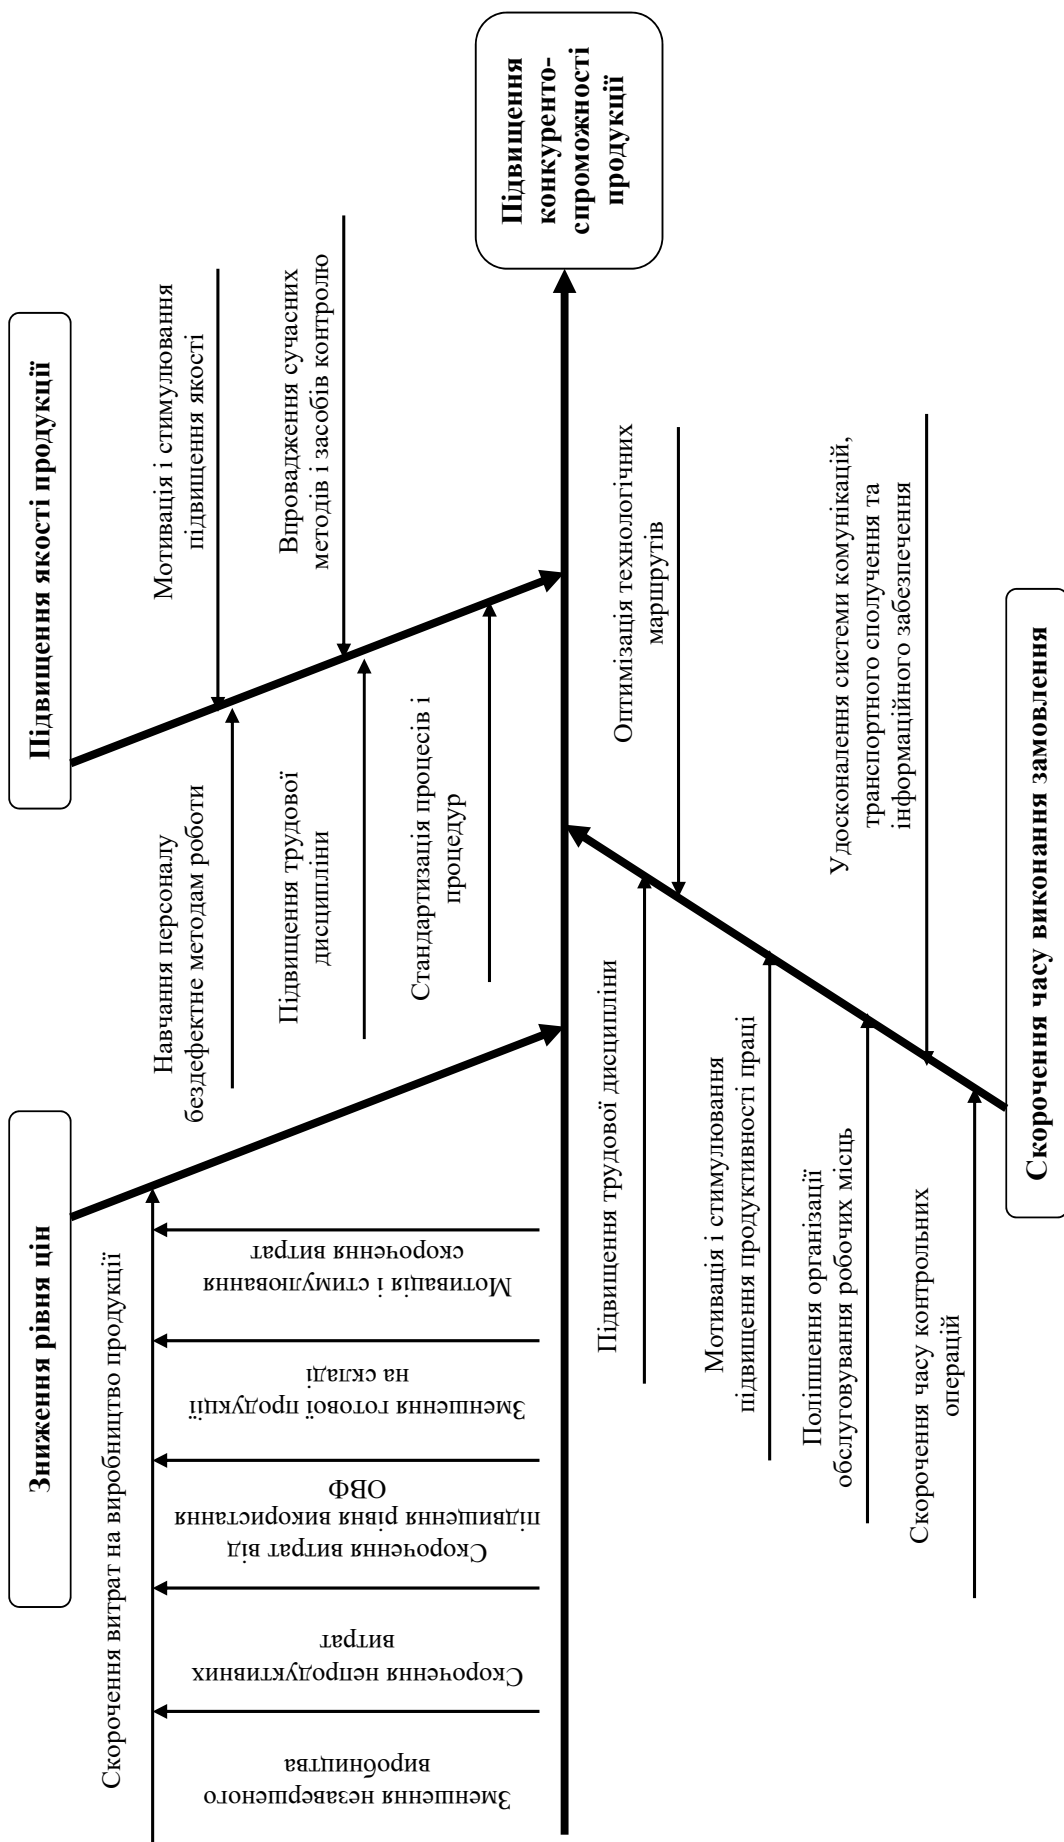 Зниження рівня цін
Підвищення якості продукції
Скорочення витрат на виробництво продукції
Зменшення незавершеного
виробництва
Скорочення непродуктивних
витрат
Скорочення витрат від
підвищення рівня використання
ОВФ
Зменшення готової продукції
на складі
Мотивація і стимулювання
скорочення витрат
Навчання персоналу
бездефектне методам роботи
Підвищення трудової
дисципліни
Стандартизація процесів і
процедур
Мотивація і стимулювання
підвищення якості
Впровадження сучасних
методів і засобів контролю
Підвищення
конкуренто-
спроможності
продукції
Підвищення трудової дисципліни
Мотивація і стимулювання
підвищення продуктивності праці
Поліпшення організації
обслуговування робочих місць
Скорочення часу контрольних
операцій
Оптимізація технологічних
маршрутів
Удосконалення системи комунікацій,
транспортного сполучення та
інформаційного забезпечення
Скорочення часу виконання замовлення